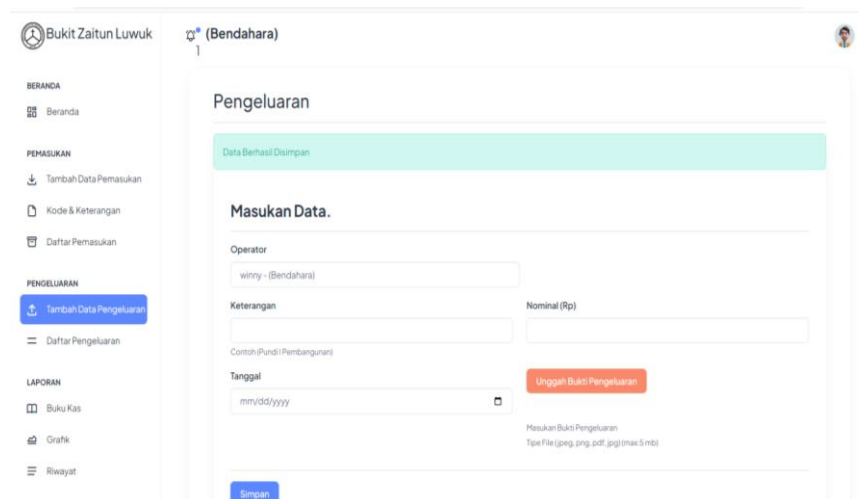 Bukit Zaitun Luwuk
(Bendahara)
1
BERANDA
Beranda
PEMASUKAN
Tambah Data Pemasukan
Kode & Keterangan
Daftar Pemasukan
PENGELUARAN
Tambah Data Pengeluaran
Daftar Pengeluaran
LAPORAN
Buku Kas
Grafik
Riwayat
Pengeluaran
Data Berhasil Disimpan
Masukan Data.
Operator
winny - (Bendahara)
Keterangan
Nominal (Rp)
Contoh (Pundi I Pembangunan)
Tanggal
mm/dd/yyyy
Unggah Bukti Pengeluaran
Masukan Bukti Pengeluaran
Tipe File (jpeg, png, pdf, jpg) (max 5 mb)
Simpan